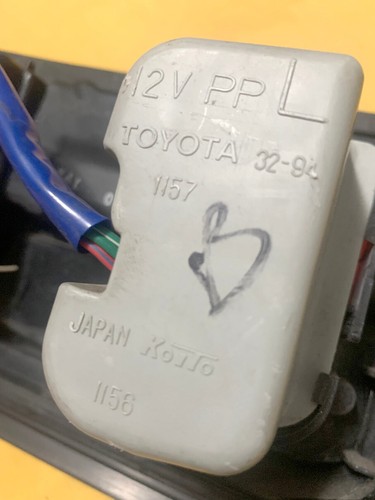 12V PP L
TOYOTA 32-94
1157
B
JAPAN KOITO
1156